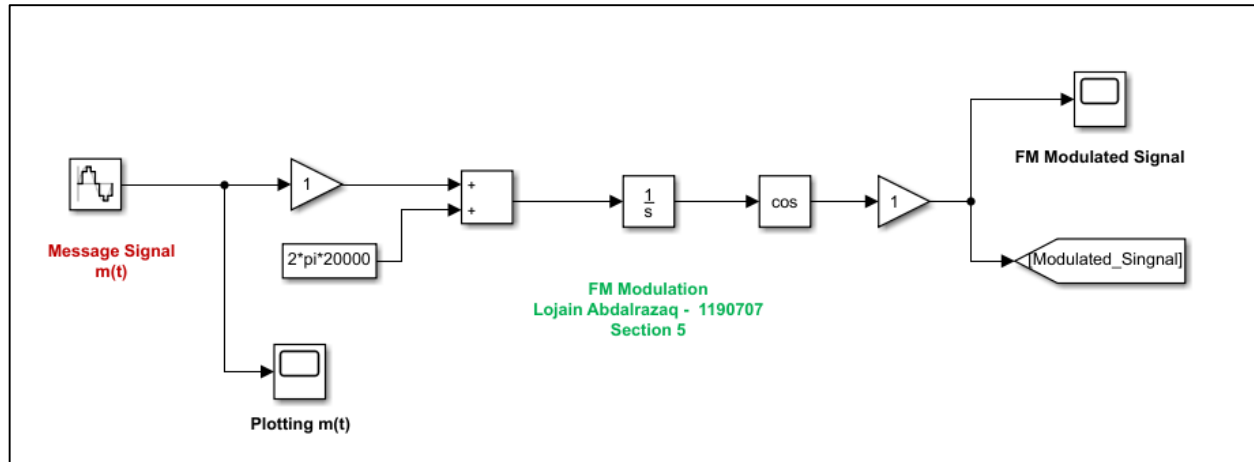 FM Modulated Signal
1
+
+
1
s
cos
1
Message Signal
m(t)
2*pi*20000
[Modulated_Singnal]
FM Modulation
Lojain Abdalrazaq - 1190707
Section 5
Plotting m(t)